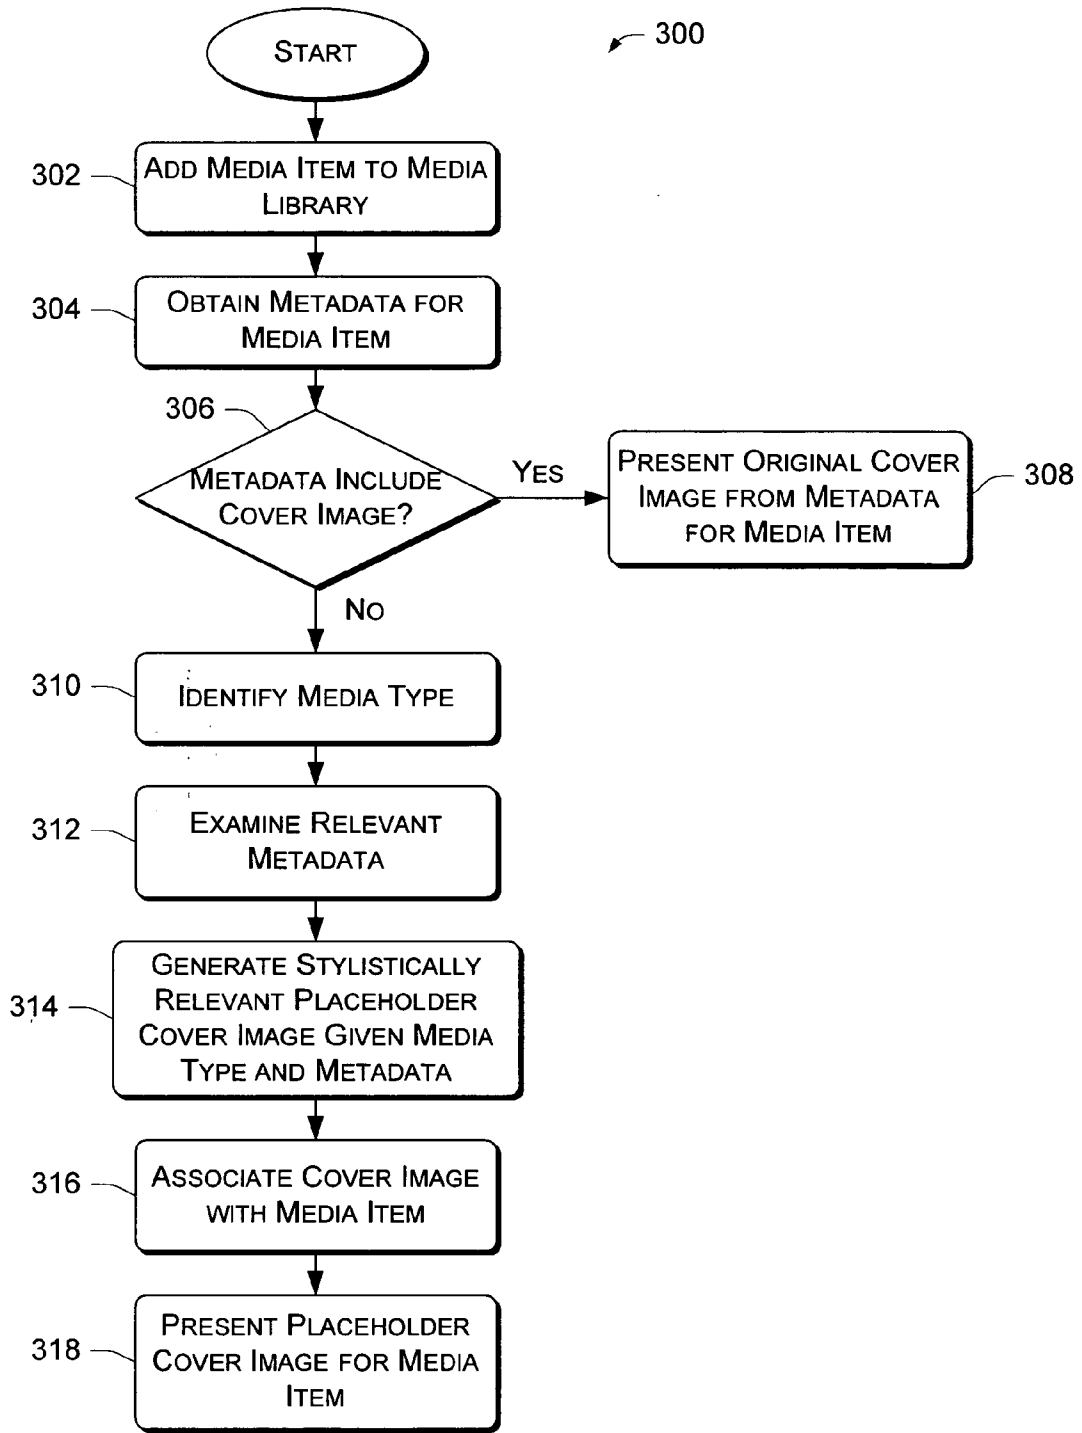 START
300
302
ADD MEDIA ITEM TO MEDIA
LIBRARY
304
OBTAIN METADATA FOR
MEDIA ITEM
306
METADATA INCLUDE
COVER IMAGE?
YES
PRESENT ORIGINAL COVER
IMAGE FROM METADATA
FOR MEDIA ITEM
308
NO
310
IDENTIFY MEDIA TYPE
312
EXAMINE RELEVANT
METADATA
314
GENERATE STYLISTICALLY
RELEVANT PLACEHOLDER
COVER IMAGE GIVEN MEDIA
TYPE AND METADATA
316
ASSOCIATE COVER IMAGE
WITH MEDIA ITEM
318
PRESENT PLACEHOLDER
COVER IMAGE FOR MEDIA
ITEM